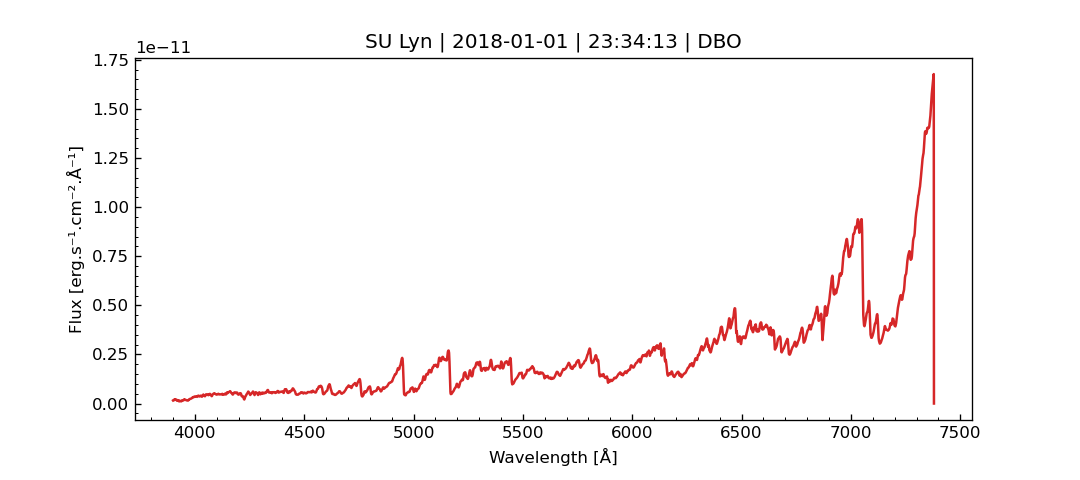 SU Lyn | 2018-01-01 | 23:34:13 | DBO
1e−11
1.75
1.50
1.25
1.00
0.75
0.50
0.25
0.00
Flux [erg.s⁻¹.cm⁻².Å⁻¹]
4000 4500 5000 5500 6000 6500 7000 7500
Wavelength [Å]